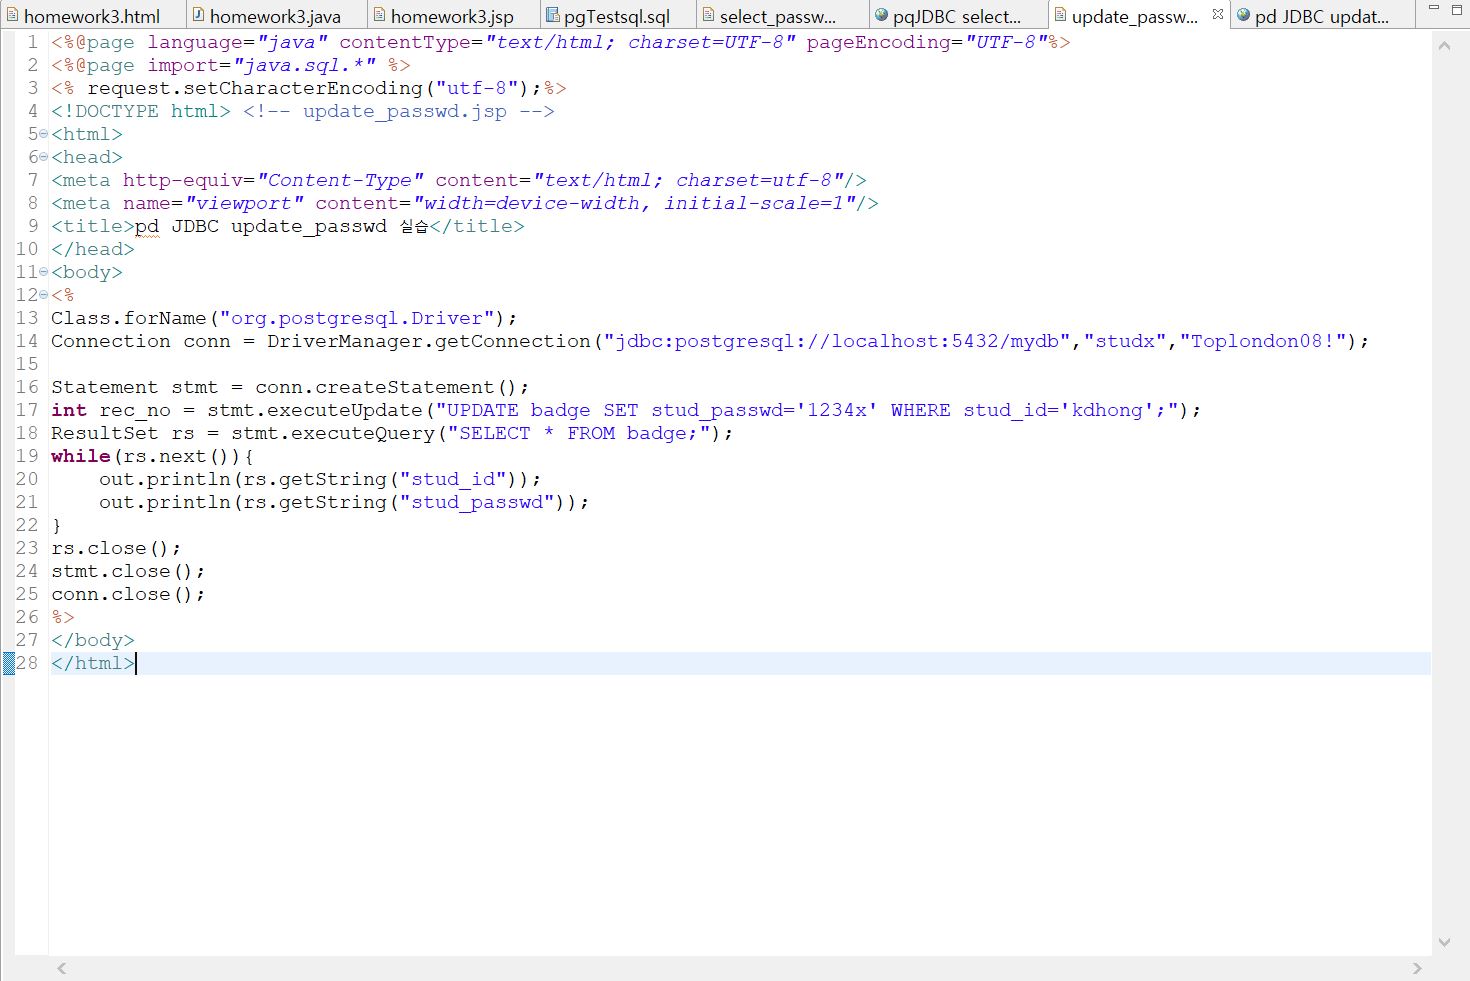 homework3.html homework3.java homework3.jsp pgTestsql.sql select_passw... pqJDBC select... update_passw... pd JDBC updat...
1 <%@page language="java" contentType="text/html; charset=UTF-8" pageEncoding="UTF-8"%>
2 <%@page import="java.sql.*" %>
3 <% request.setCharacterEncoding("utf-8");%>
4 <!DOCTYPE html> <!-- update_passwd.jsp -->
5 <html>
6 <head>
7 <meta http-equiv="Content-Type" content="text/html; charset=utf-8"/>
8 <meta name="viewport" content="width=device-width, initial-scale=1"/>
9 <title>pd JDBC update_passwd 실습</title>
10 </head>
11 <body>
12 <%
13 Class.forName("org.postgresql.Driver");
14 Connection conn = DriverManager.getConnection("jdbc:postgresql://localhost:5432/mydb","studx","Toplondon08!");
15
16 Statement stmt = conn.createStatement();
17 int rec_no = stmt.executeUpdate("UPDATE badge SET stud_passwd='1234x' WHERE stud_id='kdhong';");
18 ResultSet rs = stmt.executeQuery("SELECT * FROM badge;");
19 while(rs.next()){
20     out.println(rs.getString("stud_id"));
21     out.println(rs.getString("stud_passwd"));
22 }
23 rs.close();
24 stmt.close();
25 conn.close();
26 %>
27 </body>
28 </html>